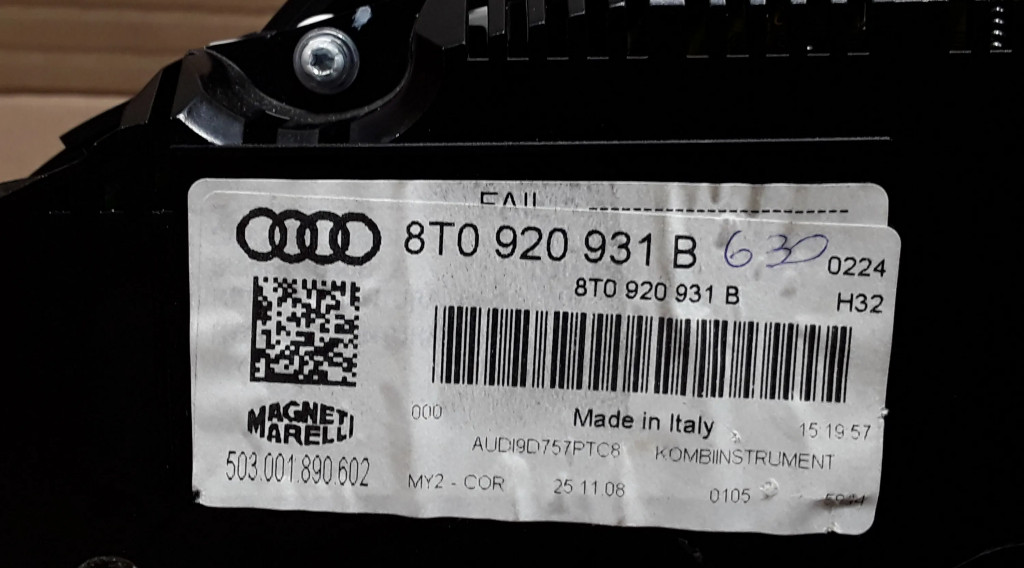 8T0 920 931 B 630
0224
8T0 920 931 B
H32
MAGNETI
MARELLI
503.001.890.602
000
Made in Italy
15 19 57
AUDI9D757PTC8
KOMBIINSTRUMENT
MY2 - COR
25 11 08
0105